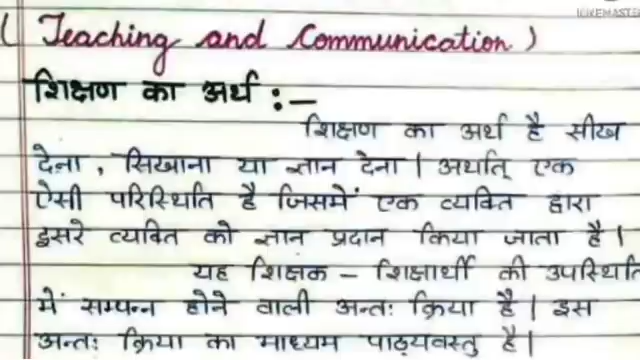 KINEMASTER
( Teaching and Communication )
शिक्षण का अर्थ :–
शिक्षण का अर्थ है सीख
देना , सिखाना या ज्ञान देना | अर्थात् एक
ऐसी परिस्थिति है जिसमें एक व्यक्ति द्वारा
दूसरे व्यक्ति को ज्ञान प्रदान किया जाता है |
यह शिक्षक – शिक्षार्थी की उपस्थिति
में सम्पन्न होने वाली अन्तः क्रिया है | इस
अन्तः क्रिया का माध्यम पाठ्यवस्तु है |